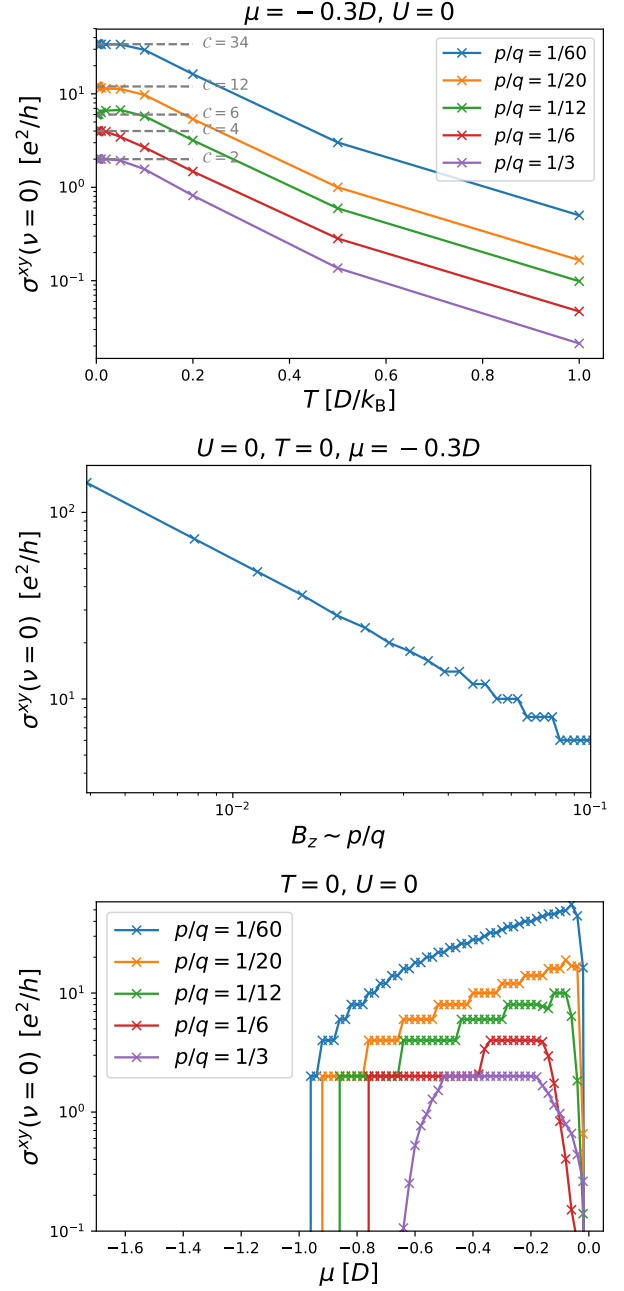 μ = −0.3D, U = 0
σ^{xy}(ν = 0) [e²/h]
10¹
10⁰
10⁻¹
𝒞 = 34
𝒞 = 12
𝒞 = 6
𝒞 = 4
𝒞 = 2
p/q = 1/60
p/q = 1/20
p/q = 1/12
p/q = 1/6
p/q = 1/3
0.0 0.2 0.4 0.6 0.8 1.0
T [D/k_B]
U = 0, T = 0, μ = −0.3D
σ^{xy}(ν = 0) [e²/h]
10²
10¹
10⁻² 10⁻¹
B_z ∼ p/q
T = 0, U = 0
σ^{xy}(ν = 0) [e²/h]
10¹
10⁰
10⁻¹
p/q = 1/60
p/q = 1/20
p/q = 1/12
p/q = 1/6
p/q = 1/3
−1.6 −1.4 −1.2 −1.0 −0.8 −0.6 −0.4 −0.2 0.0
μ [D]